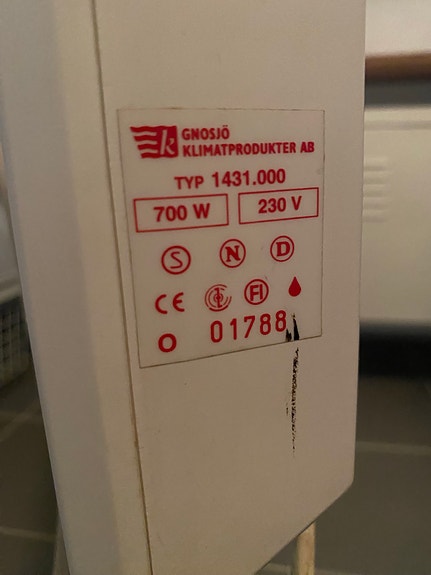 k GNOSJÖ
KLIMATPRODUKTER AB
TYP 1431.000
700 W 230 V
S N D
CE FI
O 01788